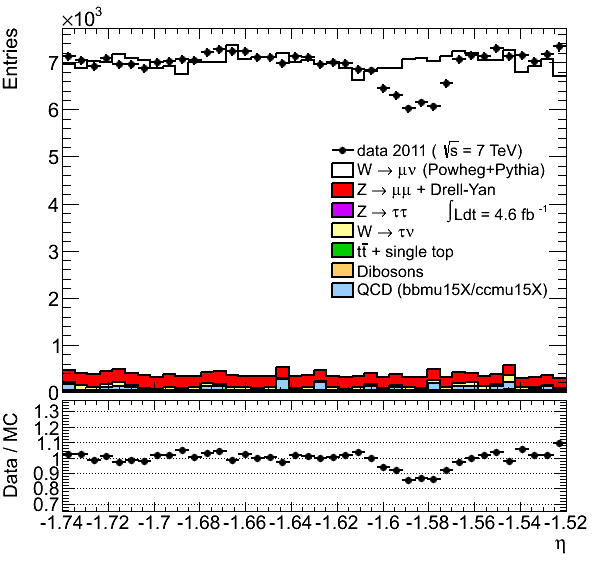 ×10³
Entries
7
6
5
4
3
2
1
0
data 2011 ( √s = 7 TeV)
W → μν (Powheg+Pythia)
Z → μμ + Drell-Yan
Z → ττ
∫Ldt = 4.6 fb⁻¹
W → τν
tt̄ + single top
Dibosons
QCD (bbmu15X/ccmu15X)
Data / MC
1.3
1.2
1.1
1
0.9
0.8
0.7
-1.74 -1.72 -1.7 -1.68 -1.66 -1.64 -1.62 -1.6 -1.58 -1.56 -1.54 -1.52
η